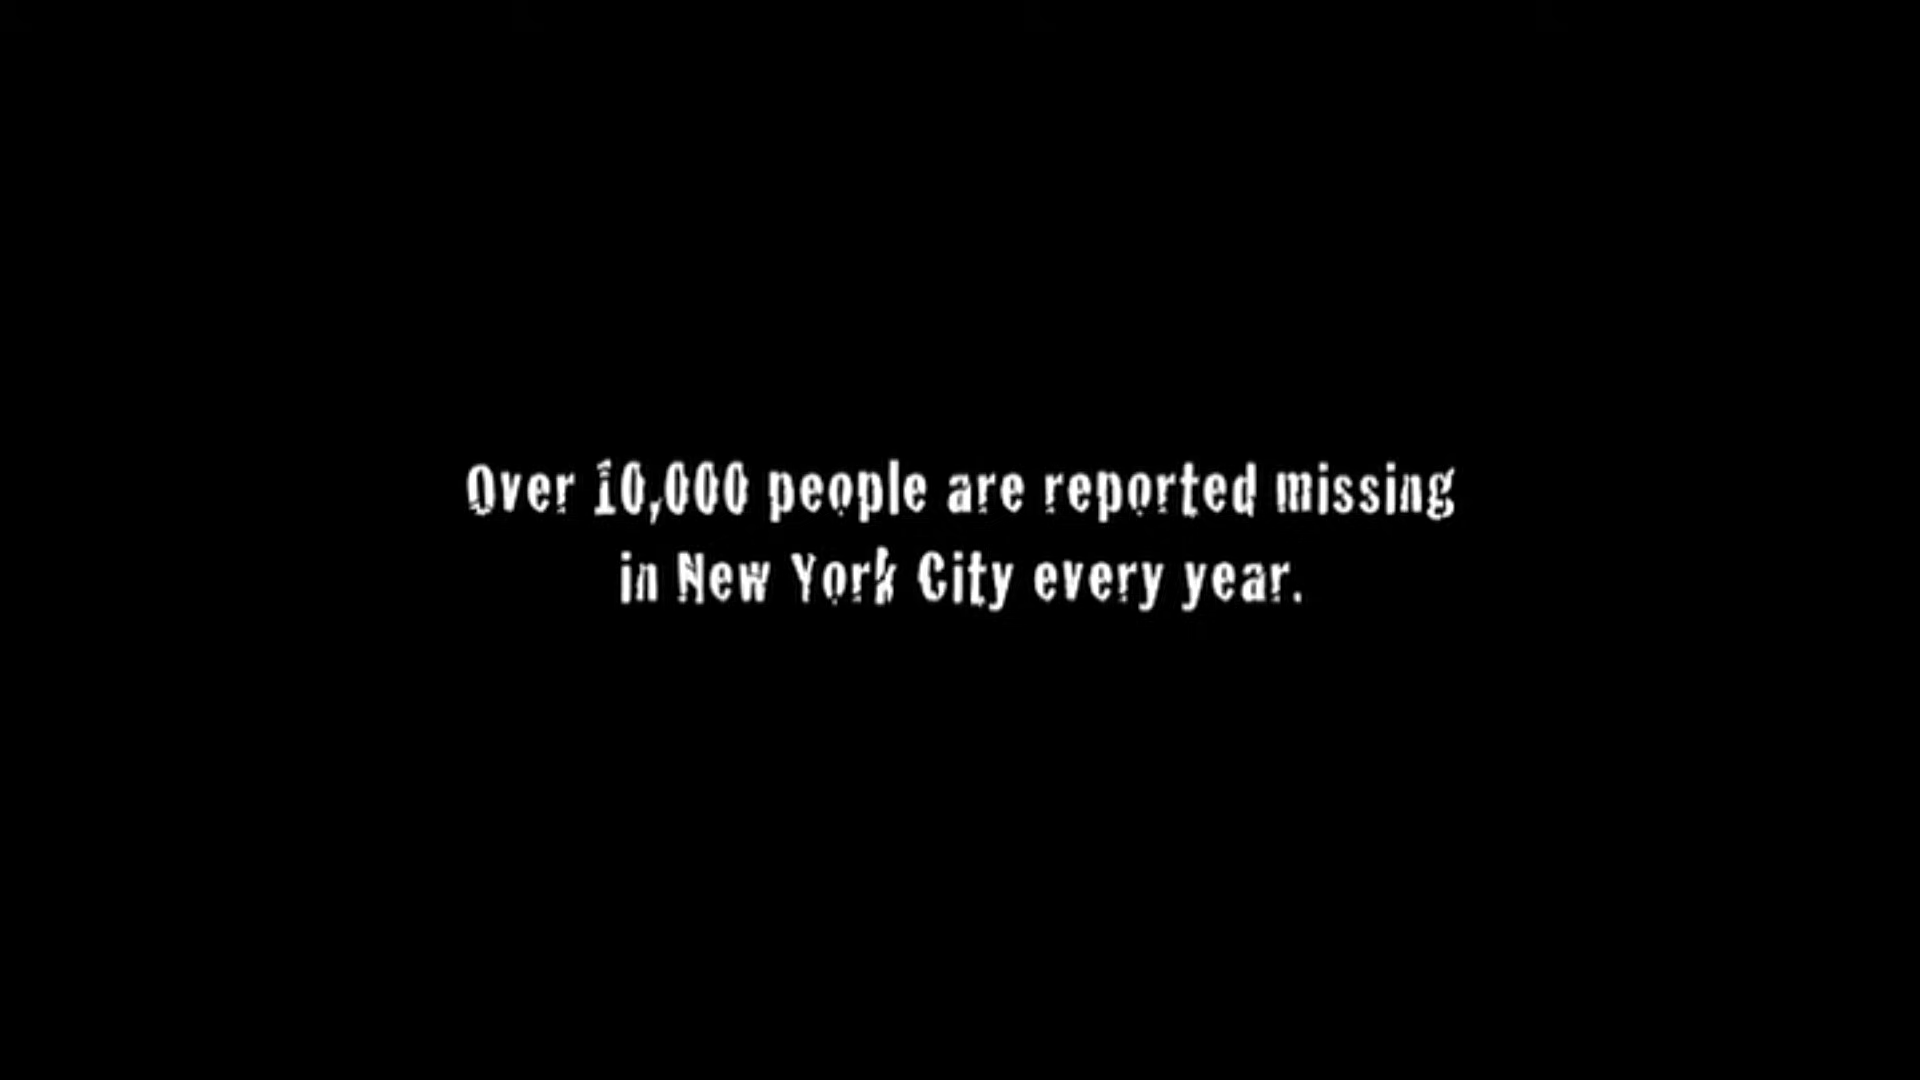 Over 10,000 people are reported missing
in New York City every year.